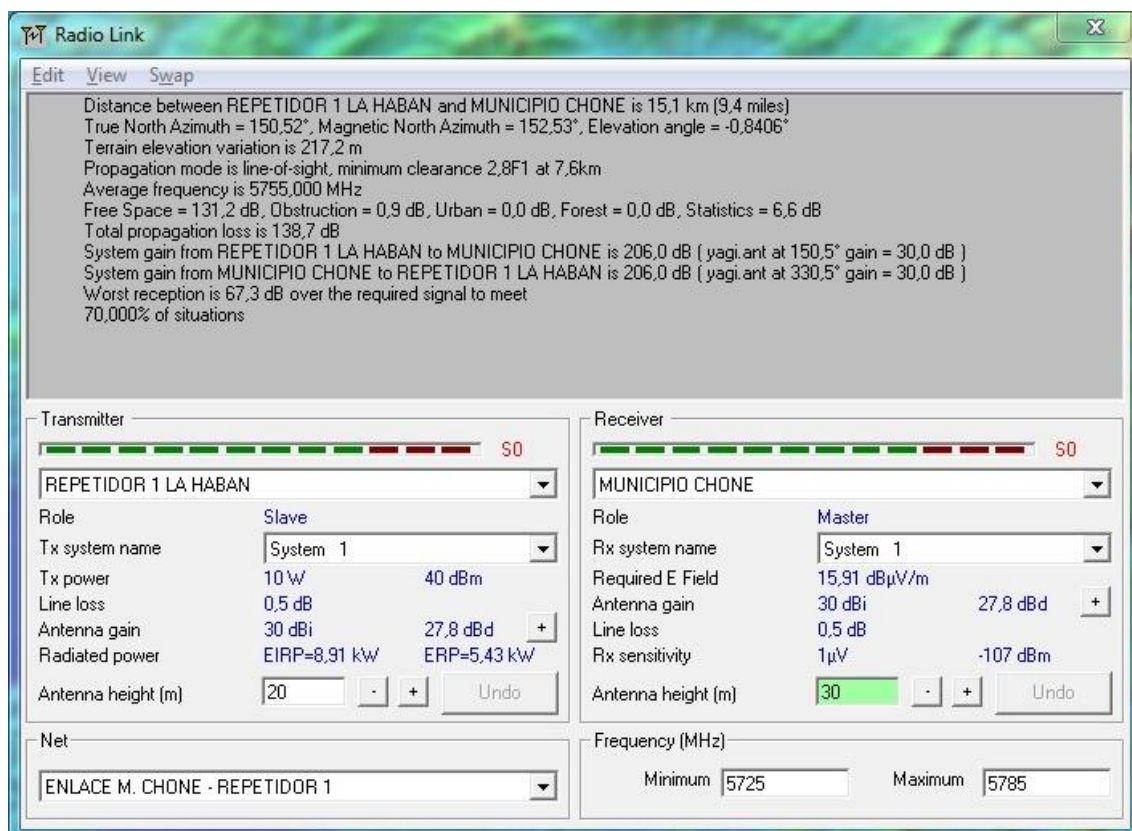 Radio Link
X
Edit View Swap
Distance between REPETIDOR 1 LA HABAN and MUNICIPIO CHONE is 15,1 km (9,4 miles)
True North Azimuth = 150,52°, Magnetic North Azimuth = 152,53°, Elevation angle = -0,8406°
Terrain elevation variation is 217,2 m
Propagation mode is line-of-sight, minimum clearance 2,8F1 at 7,6km
Average frequency is 5755,000 MHz
Free Space = 131,2 dB, Obstruction = 0,9 dB, Urban = 0,0 dB, Forest = 0,0 dB, Statistics = 6,6 dB
Total propagation loss is 138,7 dB
System gain from REPETIDOR 1 LA HABAN to MUNICIPIO CHONE is 206,0 dB ( yagi.ant at 150,5° gain = 30,0 dB )
System gain from MUNICIPIO CHONE to REPETIDOR 1 LA HABAN is 206,0 dB ( yagi.ant at 330,5° gain = 30,0 dB )
Worst reception is 67,3 dB over the required signal to meet
70,000% of situations
Transmitter
S0
REPETIDOR 1 LA HABAN
Role Slave
Tx system name System 1
Tx power 10 W 40 dBm
Line loss 0,5 dB
Antenna gain 30 dBi 27,8 dBd +
Radiated power EIRP=8,91 kW ERP=5,43 kW
Antenna height (m) 20 - + Undo
Net
ENLACE M. CHONE - REPETIDOR 1
Receiver
S0
MUNICIPIO CHONE
Role Master
Rx system name System 1
Required E Field 15,91 dBµV/m
Antenna gain 30 dBi 27,8 dBd +
Line loss 0,5 dB
Rx sensitivity 1µV -107 dBm
Antenna height (m) 30 - + Undo
Frequency (MHz)
Minimum 5725 Maximum 5785